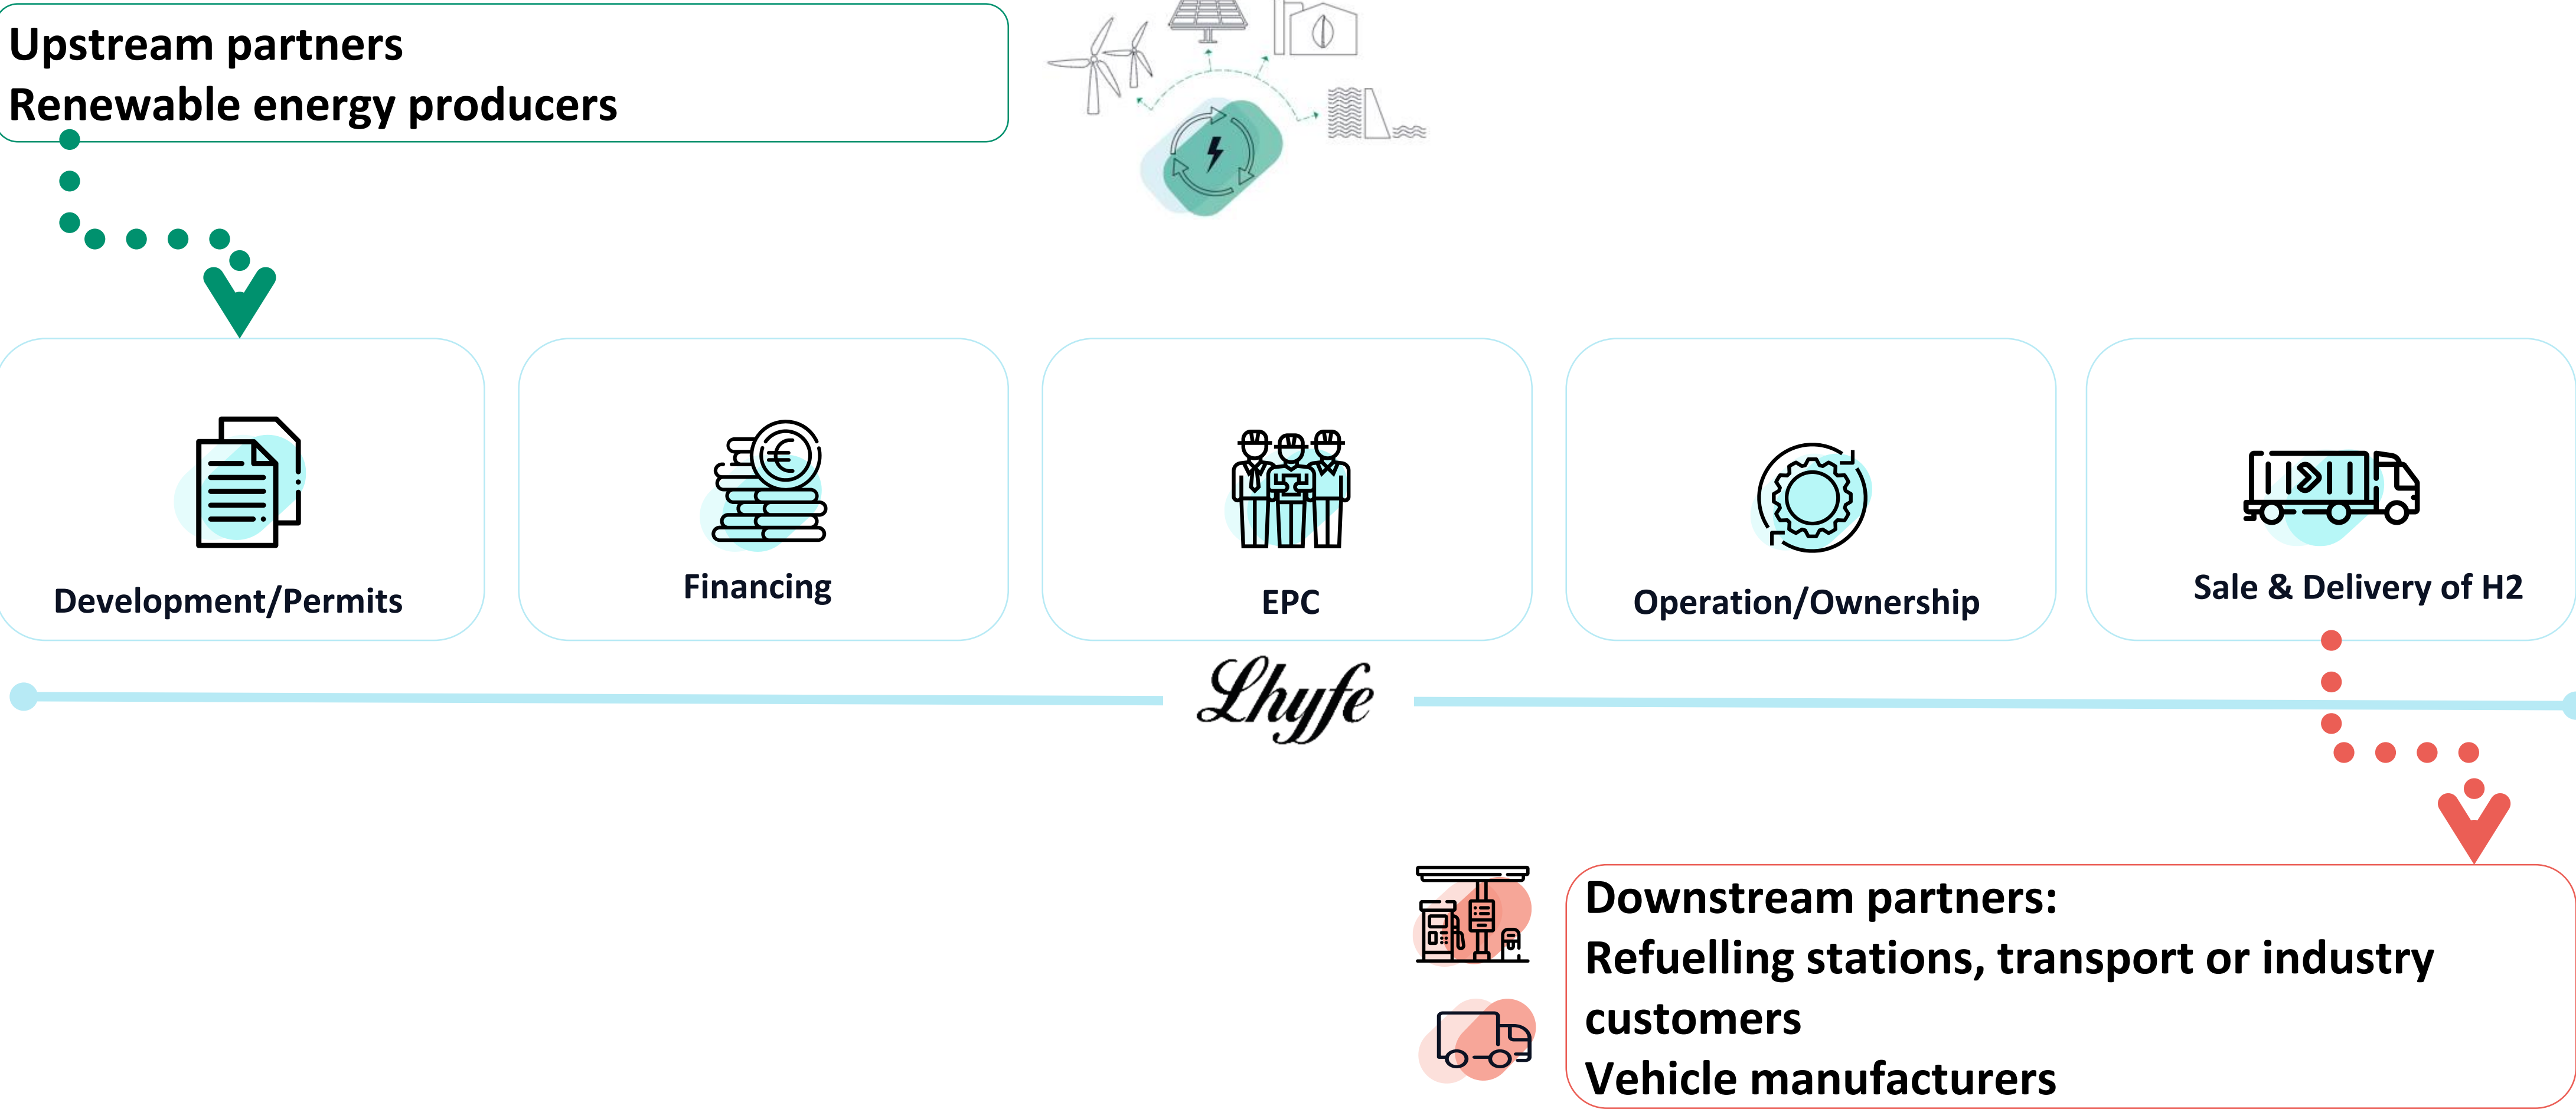 Upstream partners
Renewable energy producers
Development/Permits
Financing
EPC
Operation/Ownership
Sale & Delivery of H2
Lhyfe
Downstream partners:
Refuelling stations, transport or industry
customers
Vehicle manufacturers